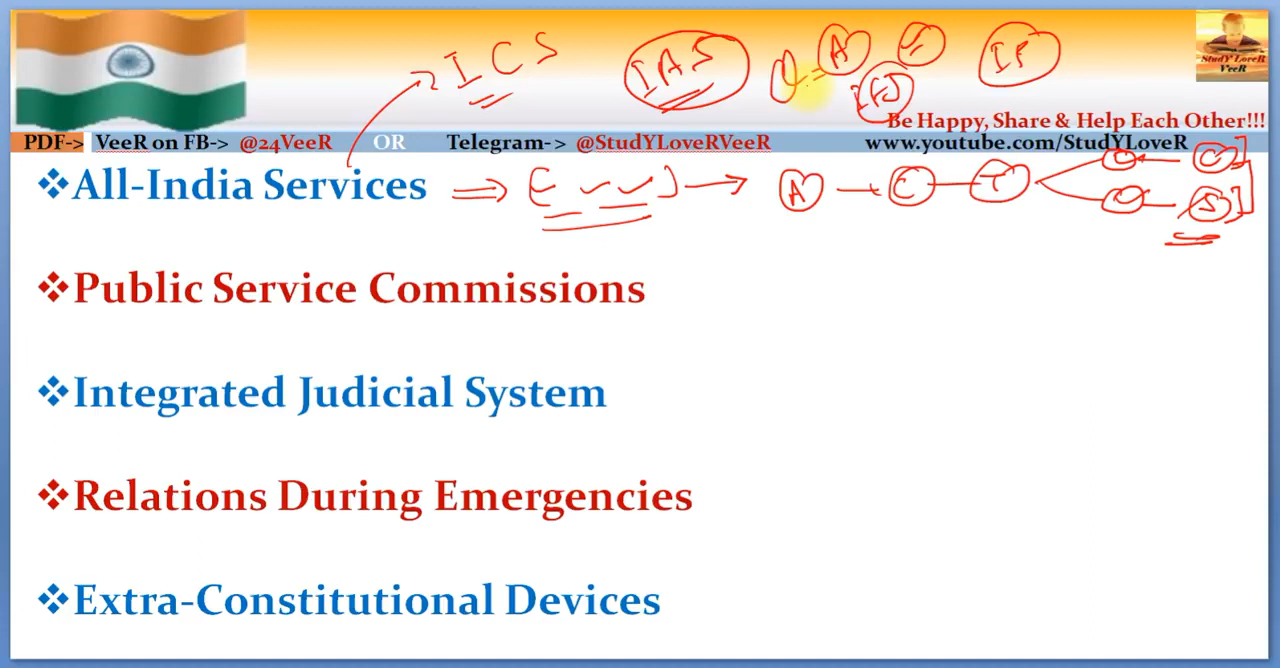 ICS IAS A IF
StudY LoveR
VeeR
Be Happy, Share & Help Each Other!!!
PDF-> VeeR on FB-> @24VeeR OR Telegram-> @StudYLoveRVeeR www.youtube.com/StudYLoveR
❖All-India Services A C T C S
❖Public Service Commissions
❖Integrated Judicial System
❖Relations During Emergencies
❖Extra-Constitutional Devices